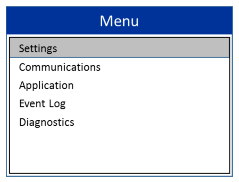 Menu
Settings
Communications
Application
Event Log
Diagnostics